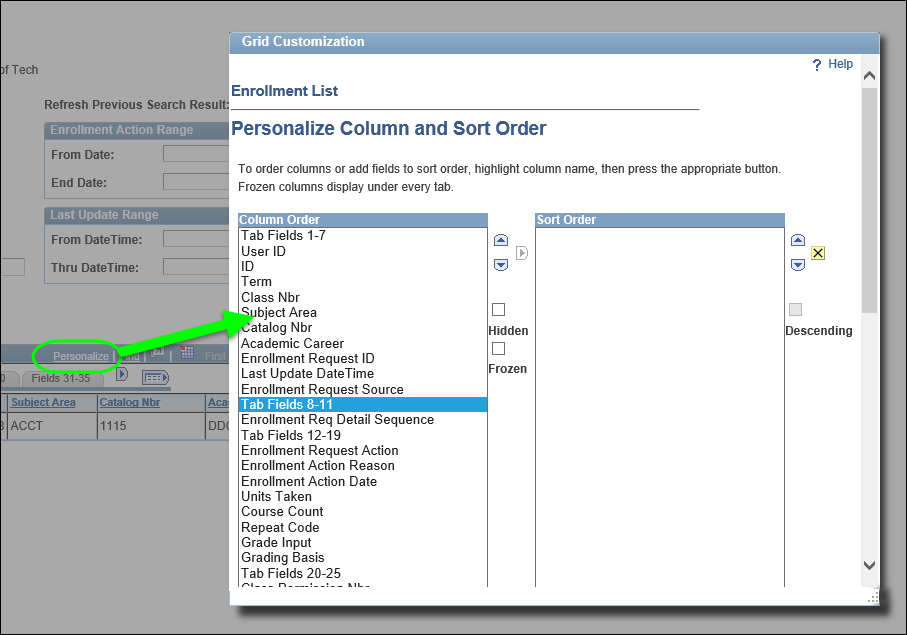 Grid Customization
? Help
of Tech
Enrollment List
Refresh Previous Search Result:
Personalize Column and Sort Order
Enrollment Action Range
From Date:
End Date:
To order columns or add fields to sort order, highlight column name, then press the appropriate button.
Frozen columns display under every tab.
Last Update Range
From DateTime:
Thru DateTime:
Column Order
Tab Fields 1-7
User ID
ID
Term
Class Nbr
Subject Area
Catalog Nbr
Academic Career
Enrollment Request ID
Last Update DateTime
Enrollment Request Source
Tab Fields 8-11
Enrollment Req Detail Sequence
Tab Fields 12-19
Enrollment Request Action
Enrollment Action Reason
Enrollment Action Date
Units Taken
Course Count
Repeat Code
Grade Input
Grading Basis
Tab Fields 20-25
Class Permission Nbr
Hidden
Frozen
Sort Order
Descending
Personalize | | | First
0 Fields 31-35
Subject Area Catalog Nbr Aca
3 ACCT 1115 DDC